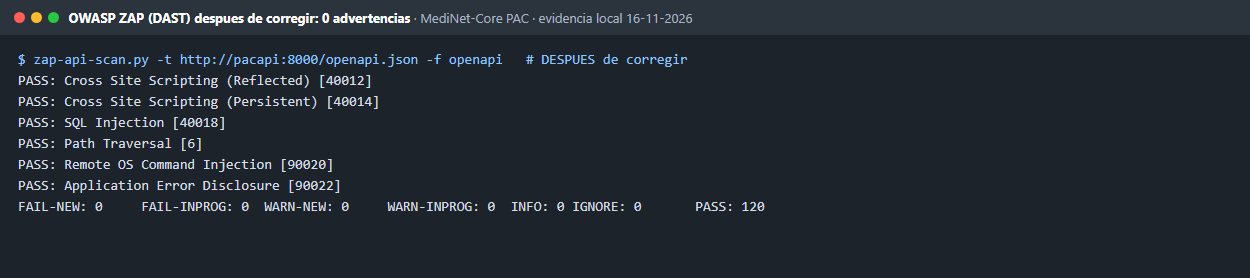 OWASP ZAP (DAST) despues de corregir: 0 advertencias · MediNet-Core PAC · evidencia local 16-11-2026
$ zap-api-scan.py -t http://pacapi:8000/openapi.json -f openapi   # DESPUES de corregir
PASS: Cross Site Scripting (Reflected) [40012]
PASS: Cross Site Scripting (Persistent) [40014]
PASS: SQL Injection [40018]
PASS: Path Traversal [6]
PASS: Remote OS Command Injection [90020]
PASS: Application Error Disclosure [90022]
FAIL-NEW: 0     FAIL-INPROG: 0  WARN-NEW: 0     WARN-INPROG: 0  INFO: 0 IGNORE: 0       PASS: 120